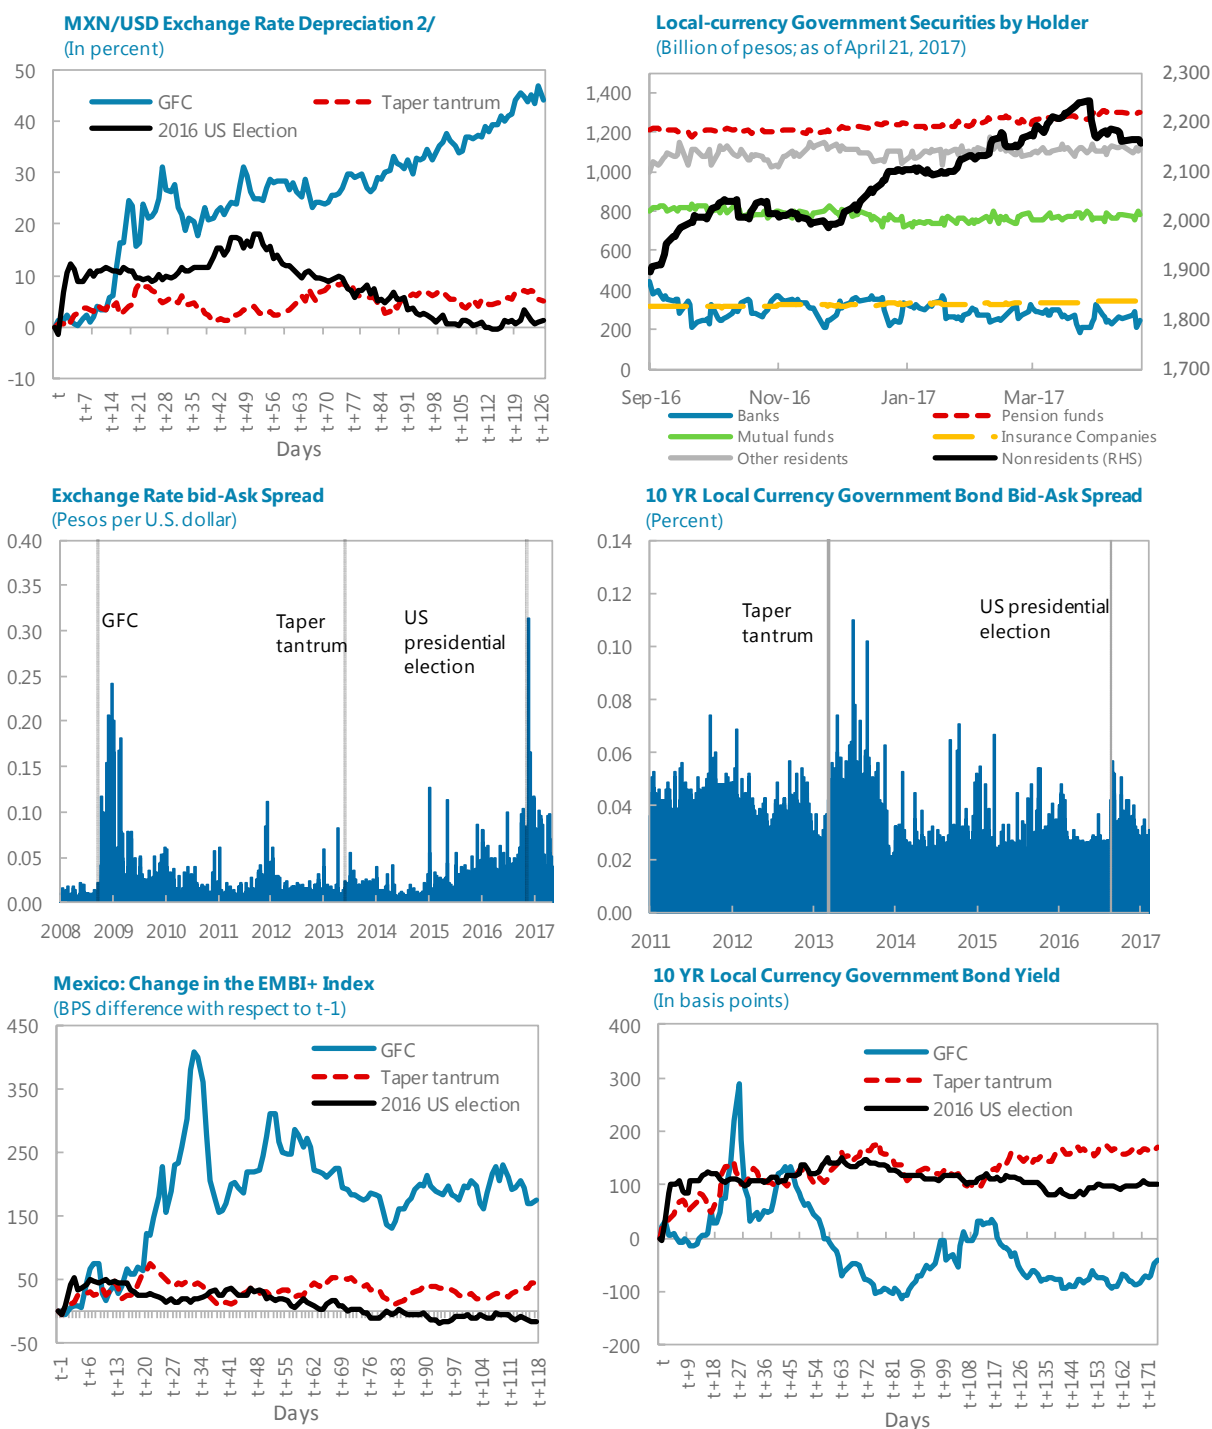 MXN/USD Exchange Rate Depreciation 2/
(In percent)
50
40
30
20
10
0
-10
GFC
Taper tantrum
2016 US Election
t
t+7
t+14
t+21
t+28
t+35
t+42
t+49
t+56
t+63
t+70
t+77
t+84
t+91
t+98
t+105
t+112
t+119
t+126
Days
Local-currency Government Securities by Holder
(Billion of pesos; as of April 21, 2017)
1,400
1,200
1,000
800
600
400
200
0
2,300
2,200
2,100
2,000
1,900
1,800
1,700
Sep-16
Nov-16
Jan-17
Mar-17
Banks
Pension funds
Mutual funds
Insurance Companies
Other residents
Nonresidents (RHS)
Exchange Rate bid-Ask Spread
(Pesos per U.S. dollar)
0.40
0.35
0.30
0.25
0.20
0.15
0.10
0.05
0.00
GFC
Taper
tantrum
US
presidential
election
2008
2009
2010
2011
2012
2013
2014
2015
2016
2017
10 YR Local Currency Government Bond Bid-Ask Spread
(Percent)
0.14
0.12
0.10
0.08
0.06
0.04
0.02
0.00
Taper
tantrum
US presidential
election
2011
2012
2013
2014
2015
2016
2017
Mexico: Change in the EMBI+ Index
(BPS difference with respect to t-1)
450
350
250
150
50
-50
GFC
Taper tantrum
2016 US election
t-1
t+6
t+13
t+20
t+27
t+34
t+41
t+48
t+55
t+62
t+69
t+76
t+83
t+90
t+97
t+104
t+111
t+118
Days
10 YR Local Currency Government Bond Yield
(In basis points)
400
300
200
100
0
-100
-200
GFC
Taper tantrum
2016 US election
t
t+9
t+18
t+27
t+36
t+45
t+54
t+63
t+72
t+81
t+90
t+99
t+108
t+117
t+126
t+135
t+144
t+153
t+162
t+171
Days